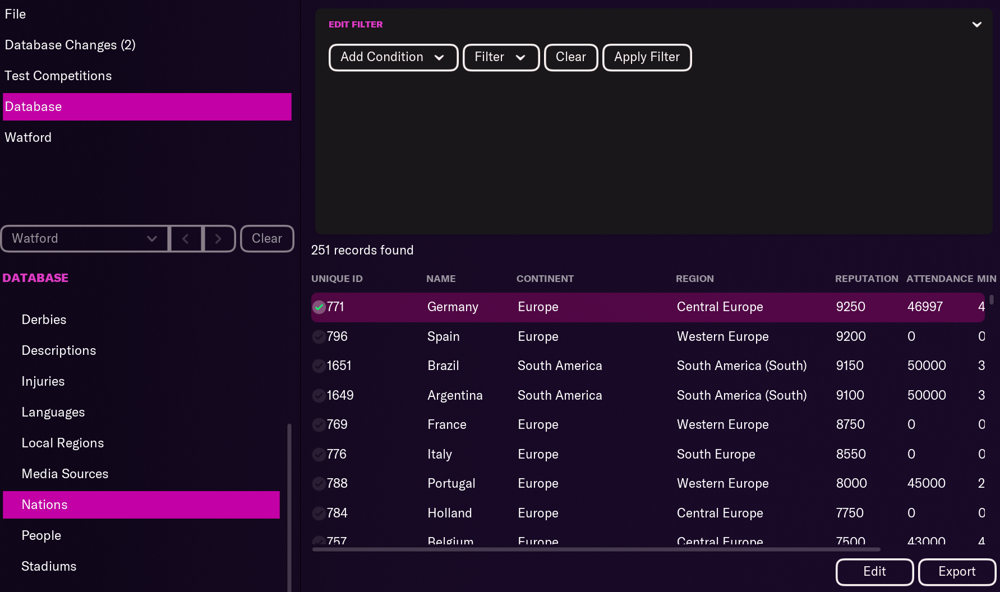 File
Database Changes (2)
Test Competitions
Database
Watford
Watford
Clear
DATABASE
Derbies
Descriptions
Injuries
Languages
Local Regions
Media Sources
Nations
People
Stadiums
EDIT FILTER
Add Condition Filter Clear Apply Filter
251 records found
UNIQUE ID NAME CONTINENT REGION REPUTATION ATTENDANCE MIN
771 Germany Europe Central Europe 9250 46997 4
796 Spain Europe Western Europe 9200 0 0
1651 Brazil South America South America (South) 9150 50000 3
1649 Argentina South America South America (South) 9100 50000 3
769 France Europe Western Europe 8750 0 0
776 Italy Europe South Europe 8550 0 0
788 Portugal Europe Western Europe 8000 45000 2
784 Holland Europe Central Europe 7750 0 0
757 Belgium Europe Central Europe 7500 43000 4
Edit Export